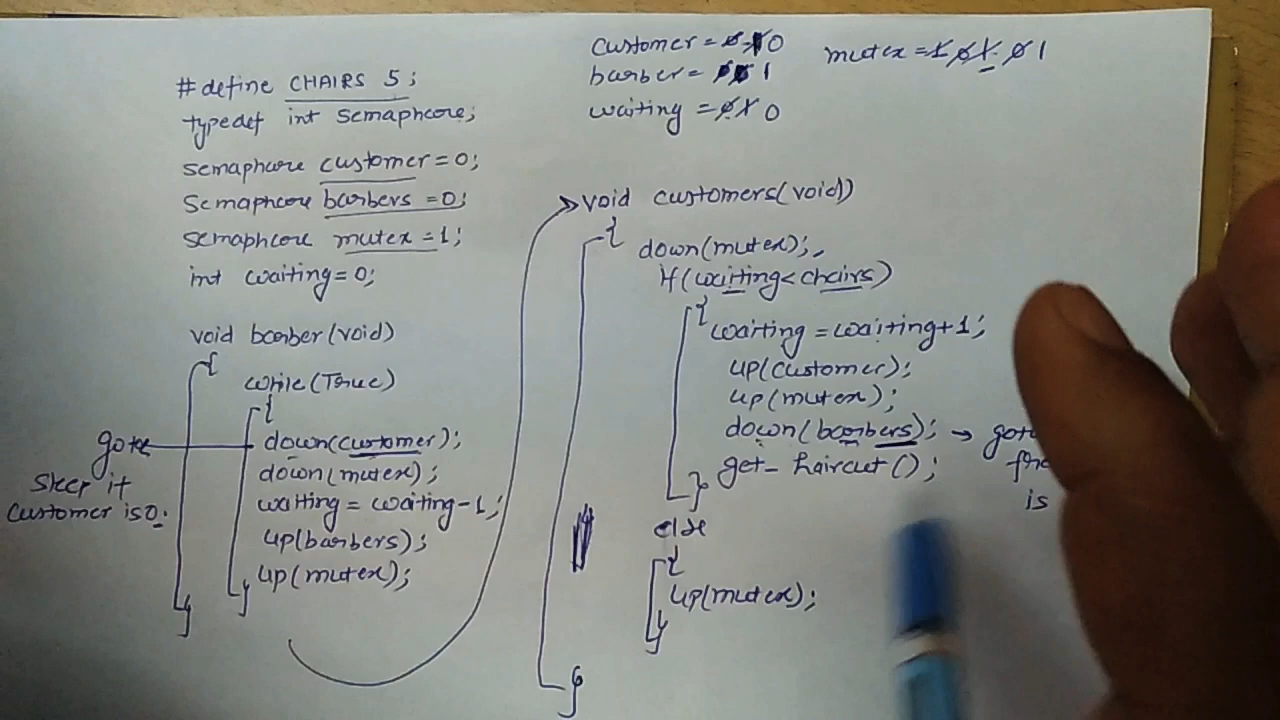 #define CHAIRS 5;
typedef int semaphore;
semaphore customer=0;
semaphore barbers=0;
semaphore mutex=1;
int waiting=0;
void barber(void)
{
while(True)
{
down(customer);
down(mutex);
waiting=waiting-1;
up(barbers);
up(mutex);
}
}
goto
sleep if
customer is 0.
customer=0 1 0
barber=0 0 1
waiting=0 1 0
mutex=1 0 1 0 1
void customers(void)
{
down(mutex);
if(waiting<chairs)
{
waiting=waiting+1;
up(customer);
up(mutex);
down(barbers); →
get-haircut();
}
else
{
up(mutex);
}
}
is